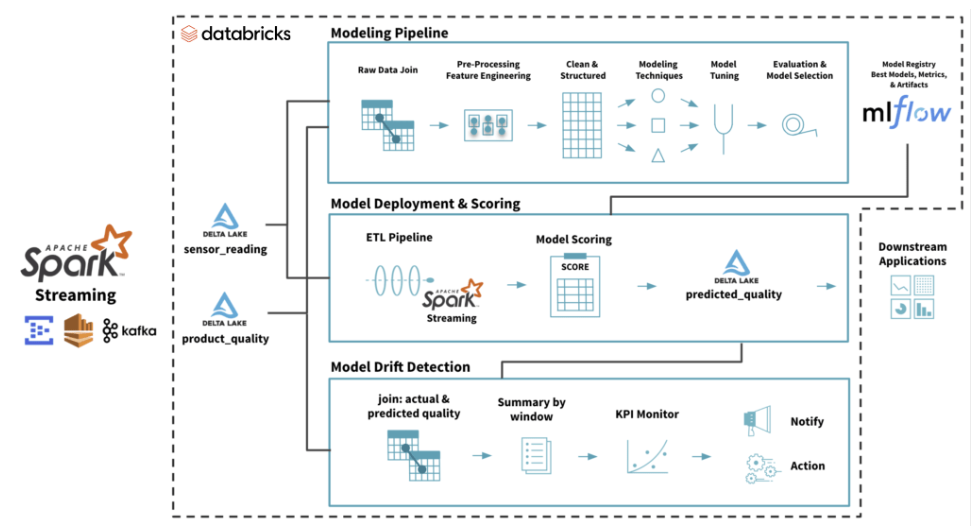 databricks
Modeling Pipeline
Raw Data Join
Pre-Processing
Feature Engineering
Clean &
Structured
Modeling
Techniques
Model
Tuning
Evaluation &
Model Selection
Model Registry
Best Models, Metrics,
& Artifacts
mlflow
DELTA LAKE
sensor_reading
APACHE
Spark™
Streaming
kafka
DELTA LAKE
product_quality
Model Deployment & Scoring
ETL Pipeline
APACHE
Spark
Streaming
Model Scoring
SCORE
DELTA LAKE
predicted_quality
Downstream
Applications
Model Drift Detection
join: actual &
predicted quality
Summary by
window
KPI Monitor
Notify
Action